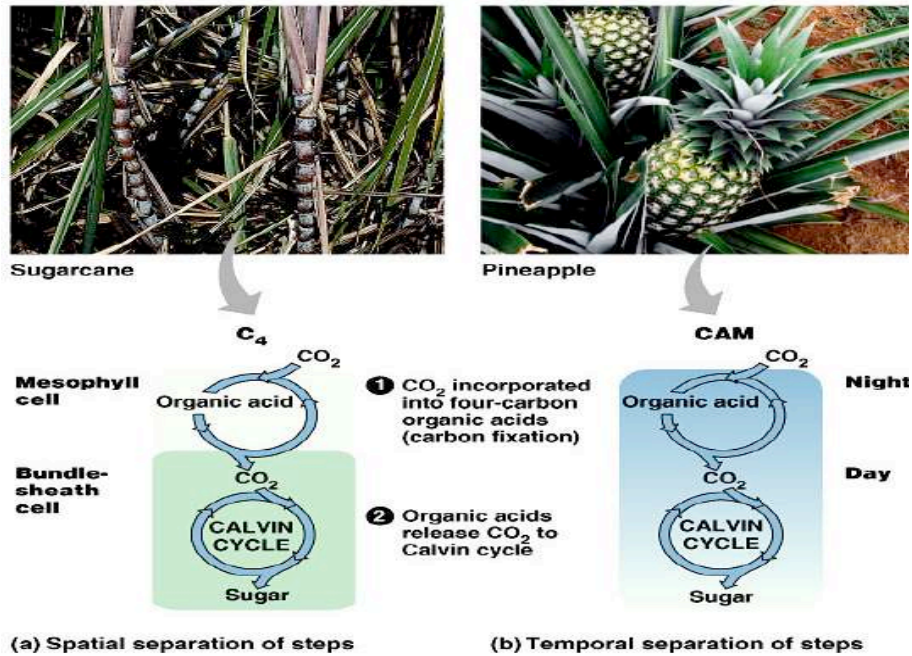 Sugarcane
Pineapple
C₄
CAM
CO₂
CO₂
Mesophyll
cell
Organic acid
❶ CO₂ incorporated
into four-carbon
organic acids
(carbon fixation)
Organic acid
Night
Bundle-
sheath
cell
CO₂
CO₂
Day
CALVIN
CYCLE
❷ Organic acids
release CO₂ to
Calvin cycle
CALVIN
CYCLE
Sugar
Sugar
(a) Spatial separation of steps
(b) Temporal separation of steps